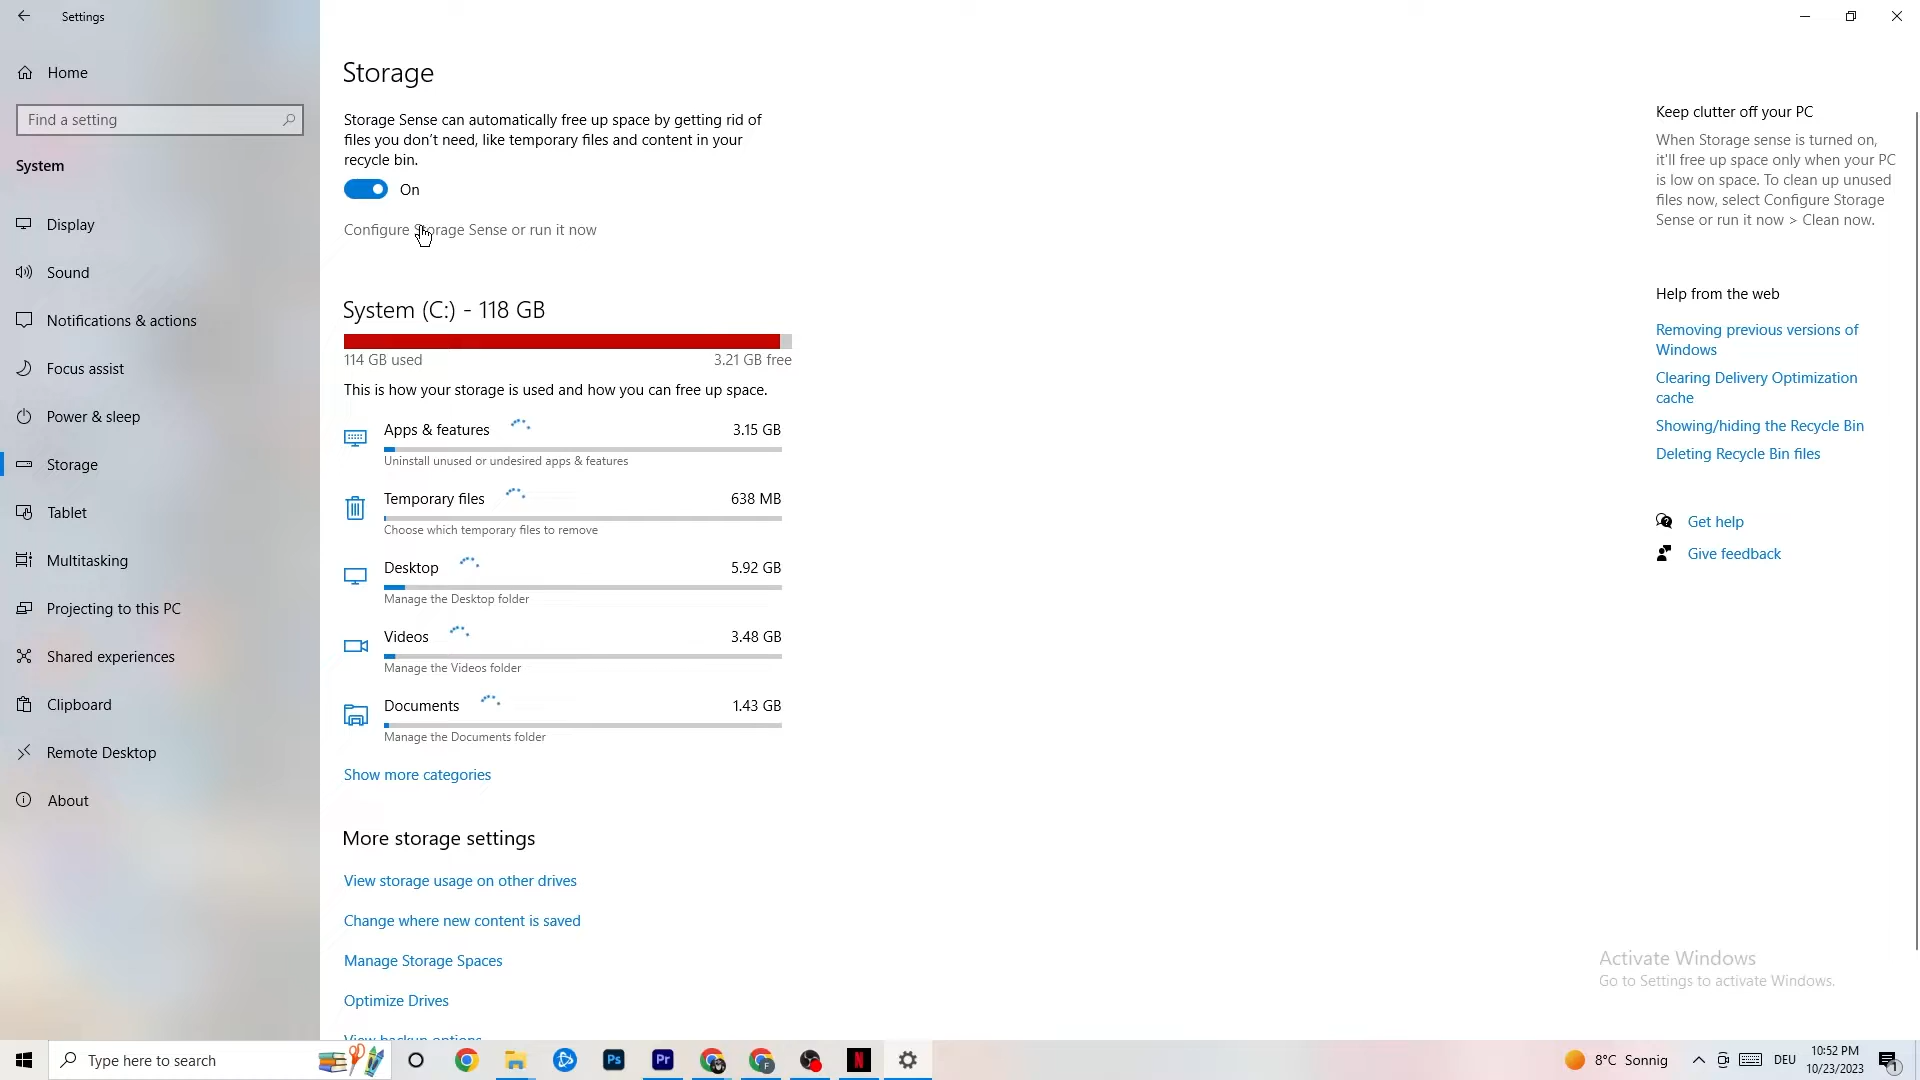 Settings
Home
Find a setting
System
Display
Sound
Notifications & actions
Focus assist
Power & sleep
Storage
Tablet
Multitasking
Projecting to this PC
Shared experiences
Clipboard
Remote Desktop
About
Storage
Storage Sense can automatically free up space by getting rid of
files you don't need, like temporary files and content in your
recycle bin.
On
Configure Storage Sense or run it now
System (C:) - 118 GB
114 GB used 3.21 GB free
This is how your storage is used and how you can free up space.
Apps & features 3.15 GB
Uninstall unused or undesired apps & features
Temporary files 638 MB
Choose which temporary files to remove
Desktop 5.92 GB
Manage the Desktop folder
Videos 3.48 GB
Manage the Videos folder
Documents 1.43 GB
Manage the Documents folder
Show more categories
More storage settings
View storage usage on other drives
Change where new content is saved
Manage Storage Spaces
Optimize Drives
View backup options
Keep clutter off your PC
When Storage sense is turned on,
it'll free up space only when your PC
is low on space. To clean up unused
files now, select Configure Storage
Sense or run it now > Clean now.
Help from the web
Removing previous versions of
Windows
Clearing Delivery Optimization
cache
Showing/hiding the Recycle Bin
Deleting Recycle Bin files
Get help
Give feedback
Activate Windows
Go to Settings to activate Windows.
Type here to search
Ps
Pr
F
N
8°C Sonnig
DEU
10:52 PM
10/23/2023
1